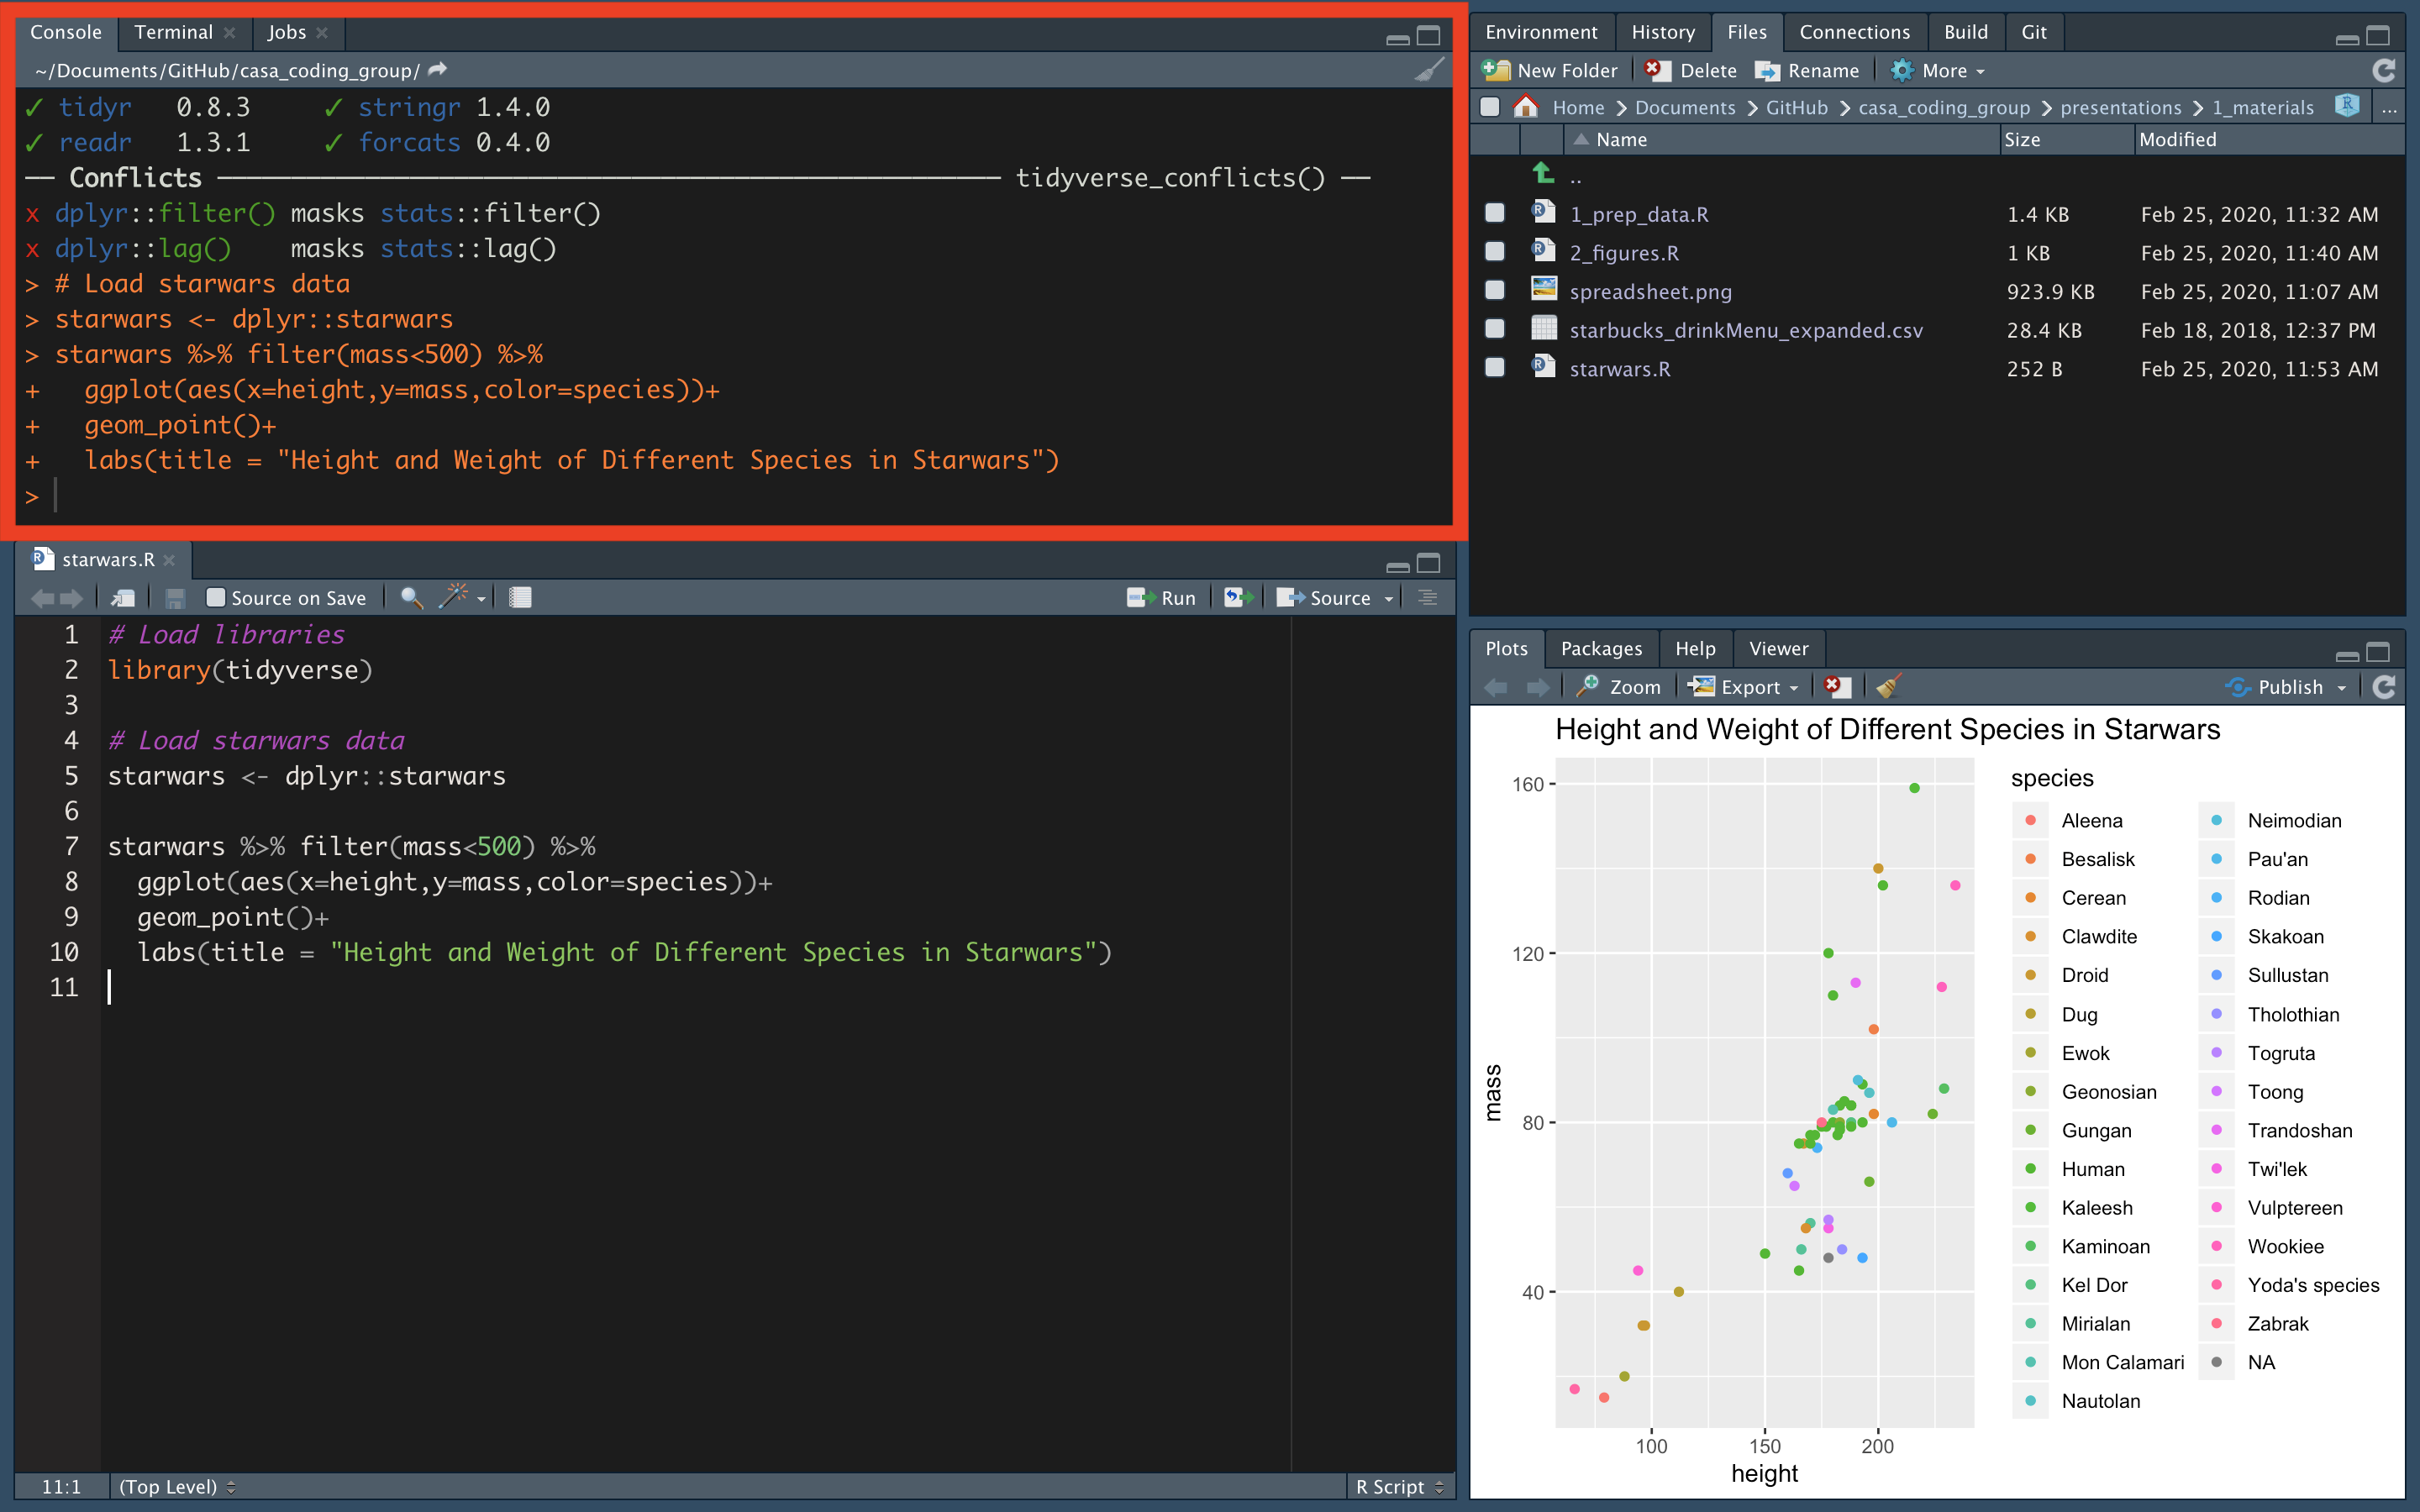 Console Terminal Jobs
~/Documents/GitHub/casa_coding_group/
✓ tidyr 0.8.3 ✓ stringr 1.4.0
✓ readr 1.3.1 ✓ forcats 0.4.0
── Conflicts ────────────────────────── tidyverse_conflicts() ──
x dplyr::filter() masks stats::filter()
x dplyr::lag() masks stats::lag()
> # Load starwars data
> starwars <- dplyr::starwars
> starwars %>% filter(mass<500) %>%
+ ggplot(aes(x=height,y=mass,color=species))+
+ geom_point()+
+ labs(title = "Height and Weight of Different Species in Starwars")
>
starwars.R
Source on Save Run Source
1 # Load libraries
2 library(tidyverse)
3
4 # Load starwars data
5 starwars <- dplyr::starwars
6
7 starwars %>% filter(mass<500) %>%
8 ggplot(aes(x=height,y=mass,color=species))+
9 geom_point()+
10 labs(title = "Height and Weight of Different Species in Starwars")
11
11:1 (Top Level) R Script
Environment History Files Connections Build Git
New Folder Delete Rename More
Home Documents GitHub casa_coding_group presentations 1_materials R ...
Name Size Modified
..
1_prep_data.R 1.4 KB Feb 25, 2020, 11:32 AM
2_figures.R 1 KB Feb 25, 2020, 11:40 AM
spreadsheet.png 923.9 KB Feb 25, 2020, 11:07 AM
starbucks_drinkMenu_expanded.csv 28.4 KB Feb 18, 2018, 12:37 PM
starwars.R 252 B Feb 25, 2020, 11:53 AM
Plots Packages Help Viewer
Zoom Export Publish
Height and Weight of Different Species in Starwars
160
120
80
40
mass
100 150 200
height
species
Aleena
Besalisk
Cerean
Clawdite
Droid
Dug
Ewok
Geonosian
Gungan
Human
Kaleesh
Kaminoan
Kel Dor
Mirialan
Mon Calamari
Nautolan
Neimodian
Pau'an
Rodian
Skakoan
Sullustan
Tholothian
Togruta
Toong
Trandoshan
Twi'lek
Vulptereen
Wookiee
Yoda's species
Zabrak
NA